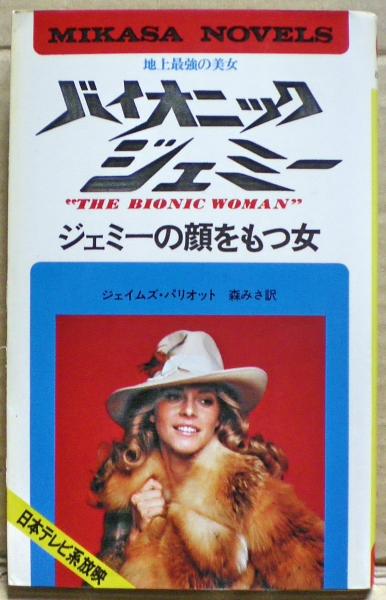 MIKASA NOVELS
地上最強の美女
バイオニック
ジェミー
"THE BIONIC WOMAN"
ジェミーの顔をもつ女
ジェイムズ・パリオット 森みさ訳
日本テレビ系放映